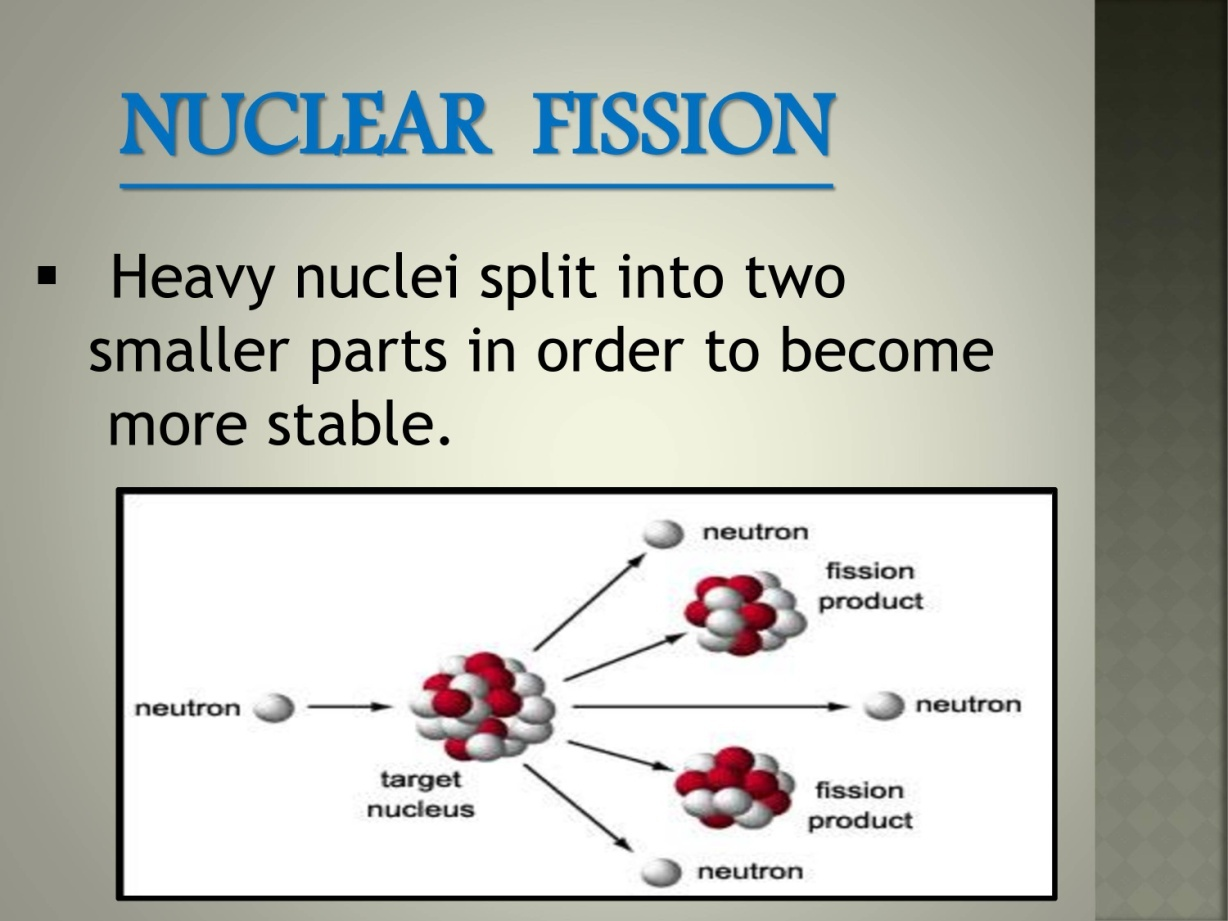 NUCLEAR FISSION
▪ Heavy nuclei split into two
smaller parts in order to become
more stable.
neutron
fission
product
neutron
neutron
target
nucleus
fission
product
neutron